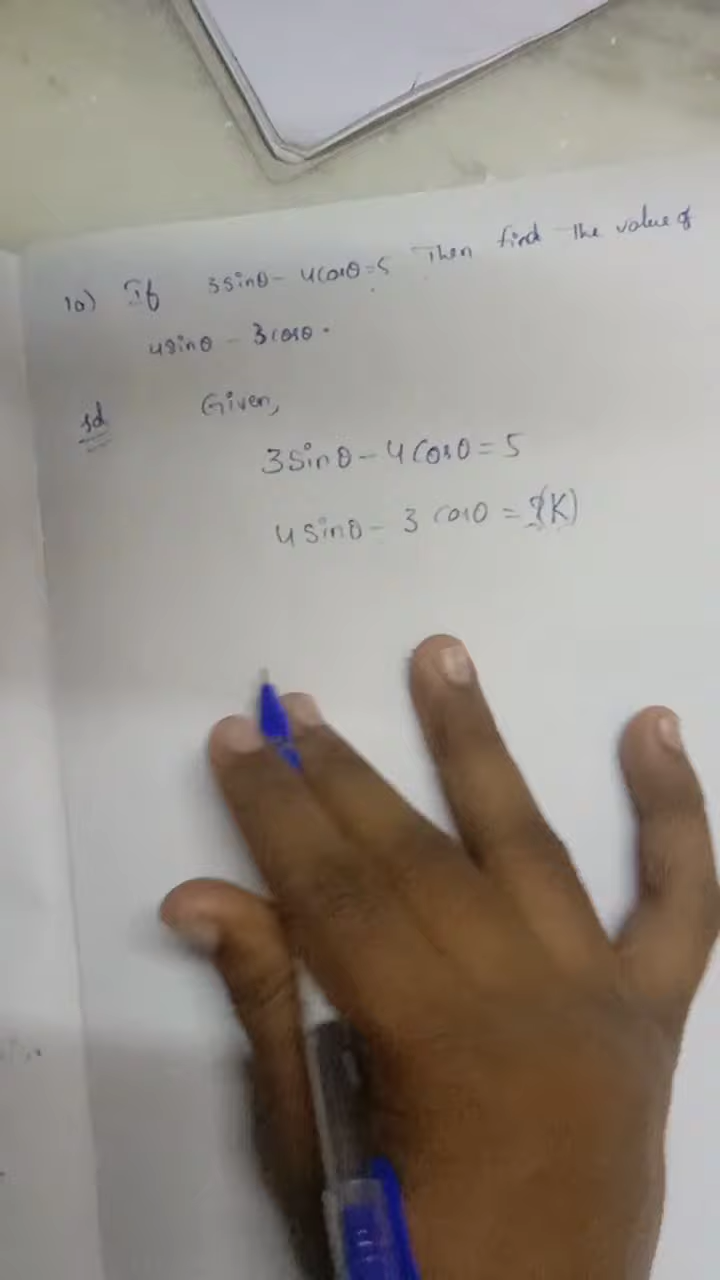 10) If 3sinθ - 4cosθ=5 Then find the value of
4sinθ - 3cosθ.
Sol
Given,
3sinθ - 4cosθ = 5
4sinθ - 3cosθ = ?(K)